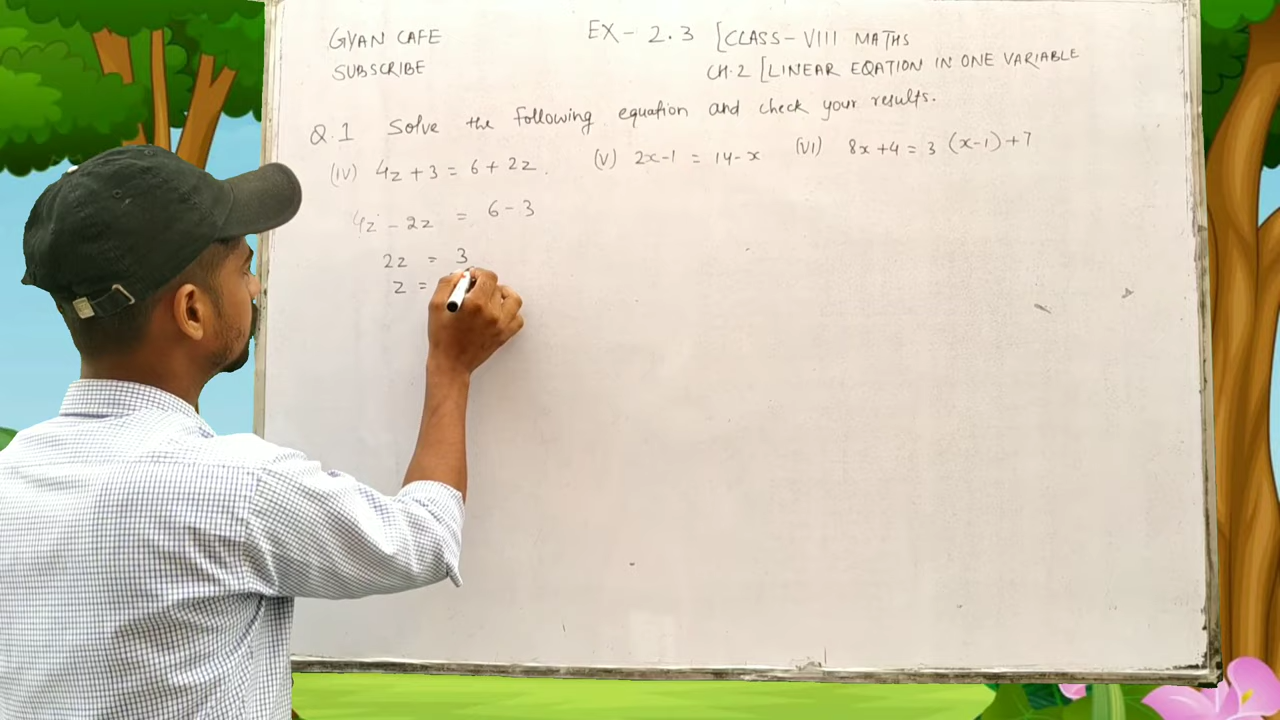 GYAN CAFE
SUBSCRIBE
EX - 2.3 [CLASS - VIII MATHS
CH.2 [LINEAR EQATION IN ONE VARIABLE
Q.1 Solve the following equation and check your results.
(IV) 4z + 3 = 6 + 2z. (V) 2x-1 = 14-x (VI) 8x+4 = 3 (x-1)+7
4z - 2z = 6-3
2z = 3
z =